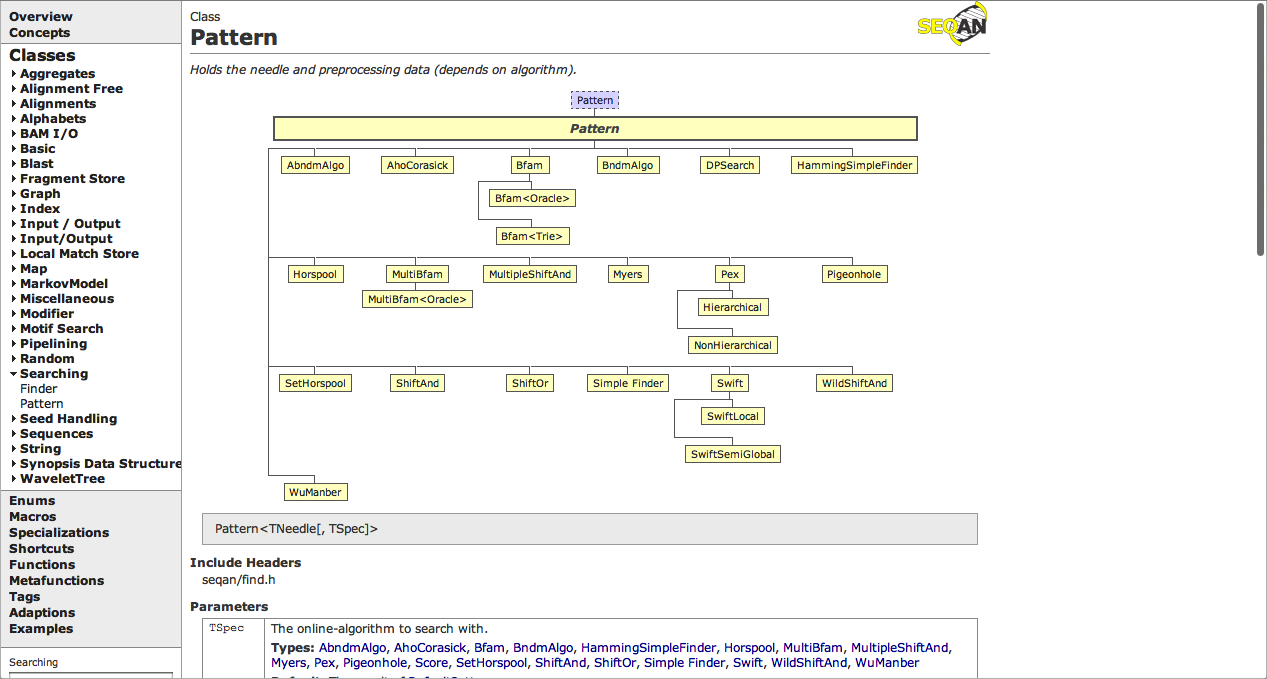 Overview
Concepts
Classes
Aggregates
Alignment Free
Alignments
Alphabets
BAM I/O
Basic
Blast
Fragment Store
Graph
Index
Input / Output
Input/Output
Local Match Store
Map
MarkovModel
Miscellaneous
Modifier
Motif Search
Pipelining
Random
Searching
Finder
Pattern
Seed Handling
Sequences
String
Synopsis Data Structure
WaveletTree
Enums
Macros
Specializations
Shortcuts
Functions
Metafunctions
Tags
Adaptions
Examples
Searching
Class
Pattern
SEQAN
Holds the needle and preprocessing data (depends on algorithm).
Pattern
Pattern
AbndmAlgo AhoCorasick Bfam BndmAlgo DPSearch HammingSimpleFinder
Bfam<Oracle>
Bfam<Trie>
Horspool MultiBfam MultipleShiftAnd Myers Pex Pigeonhole
MultiBfam<Oracle> Hierarchical
NonHierarchical
SetHorspool ShiftAnd ShiftOr Simple Finder Swift WildShiftAnd
SwiftLocal
SwiftSemiGlobal
WuManber
Pattern<TNeedle[, TSpec]>
Include Headers
seqan/find.h
Parameters
TSpec The online-algorithm to search with.
Types: AbndmAlgo, AhoCorasick, Bfam, BndmAlgo, HammingSimpleFinder, Horspool, MultiBfam, MultipleShiftAnd,
Myers, Pex, Pigeonhole, Score, SetHorspool, ShiftAnd, ShiftOr, Simple Finder, Swift, WildShiftAnd, WuManber